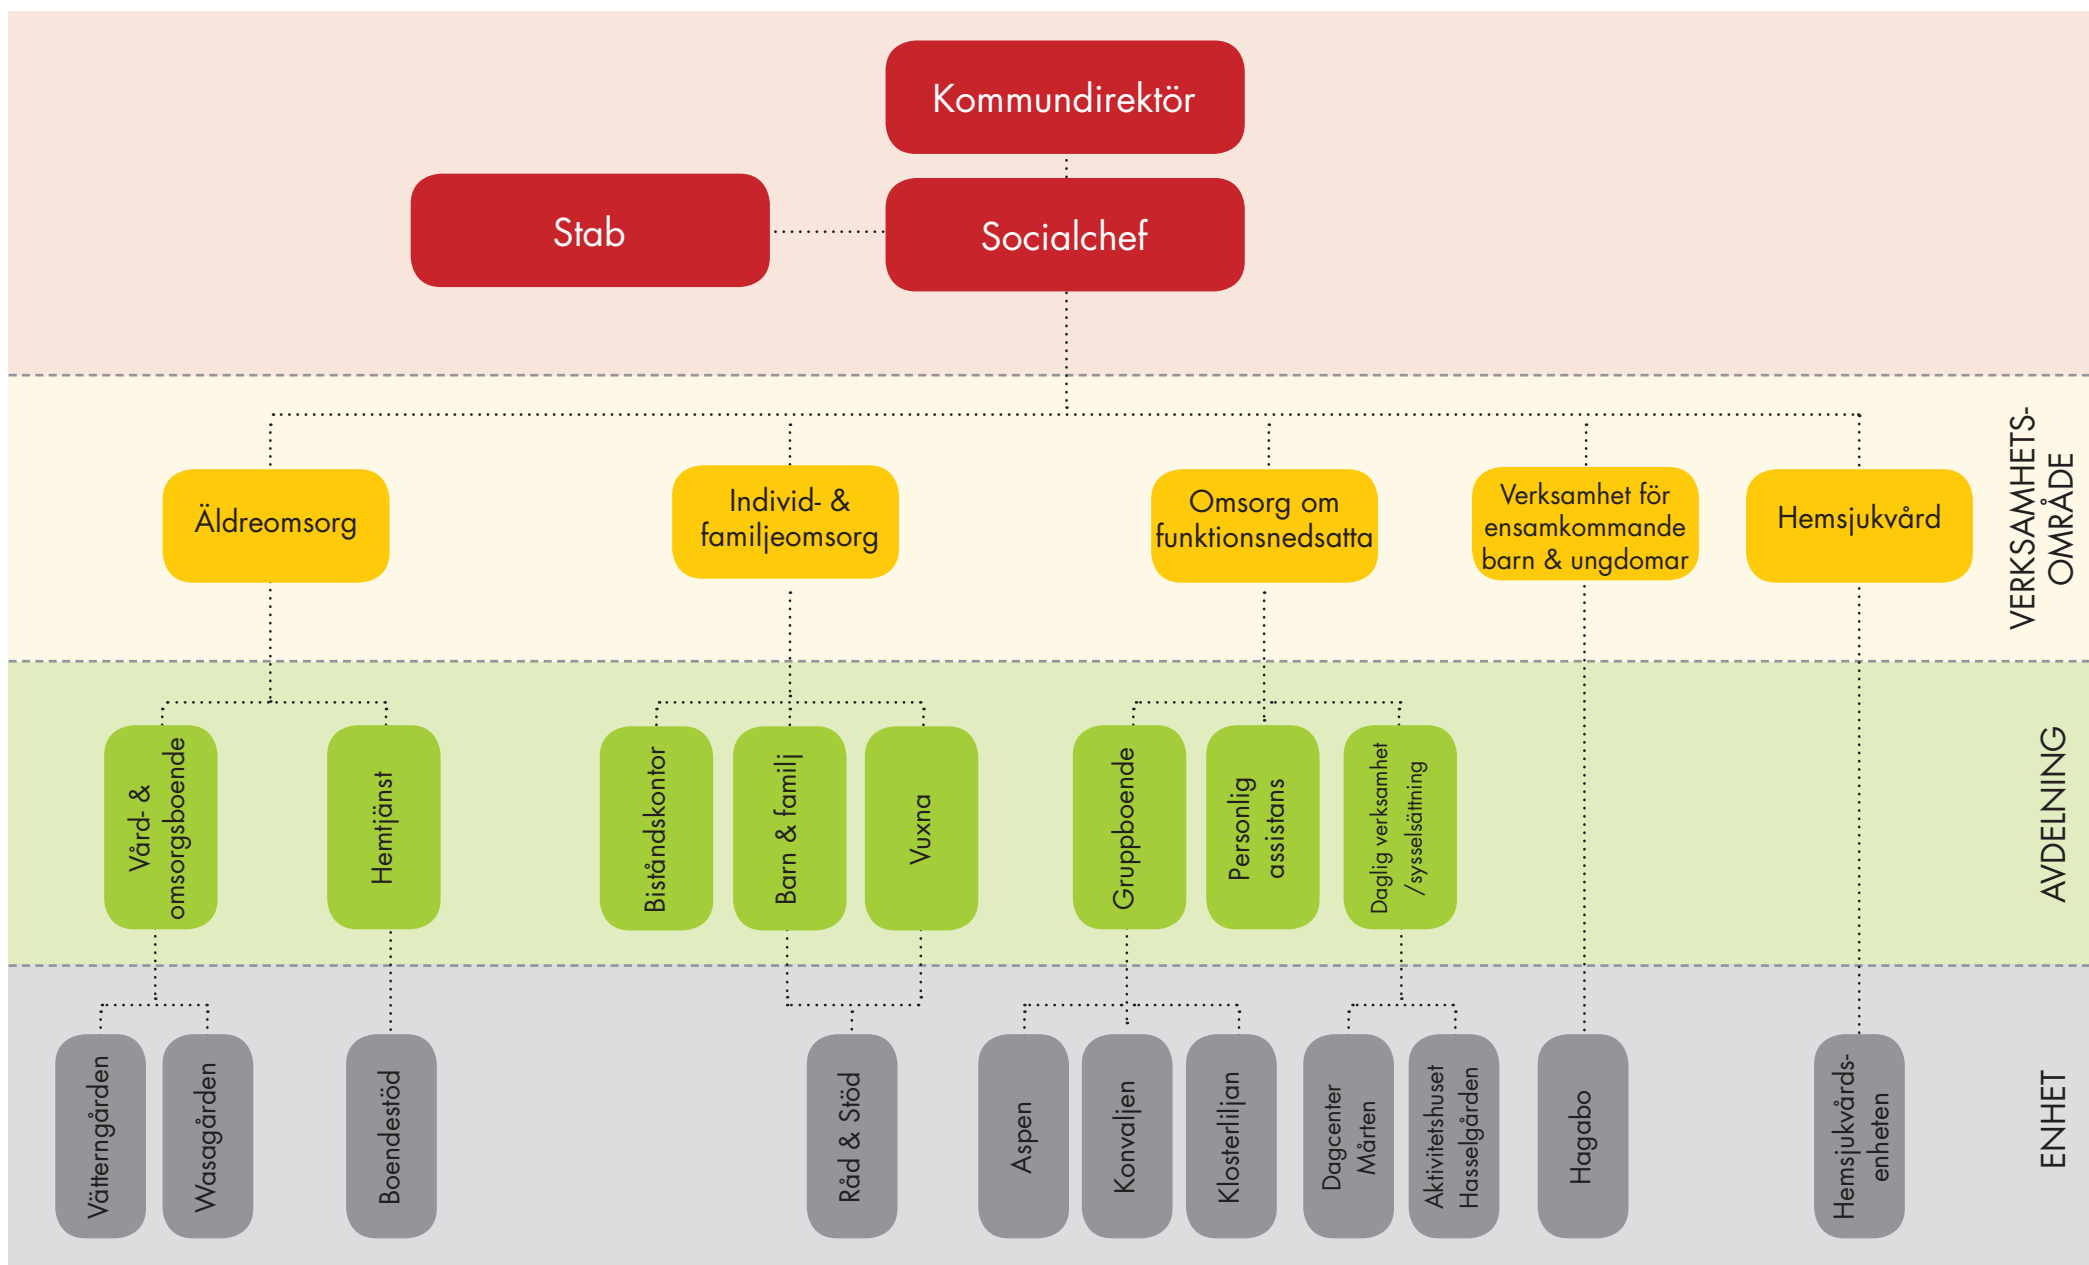 Kommundirektör
Stab
Socialchef
VERKSAMHETS-
OMRÅDE
Äldreomsorg
Individ- &
familjeomsorg
Omsorg om
funktionsnedsatta
Verksamhet för
ensamkommande
barn & ungdomar
Hemsjukvård
AVDELNING
Vård- &
omsorgsboende
Hemtjänst
Biståndskontor
Barn & familj
Vuxna
Gruppboende
Personlig
assistans
Daglig verksamhet
/sysselsättning
ENHET
Vätterngården
Wasagården
Boendestöd
Råd & Stöd
Aspen
Konvaljen
Klosterliljan
Dagcenter
Mårten
Aktivitetshuset
Hasselgården
Hagabo
Hemsjukvårds-
enheten